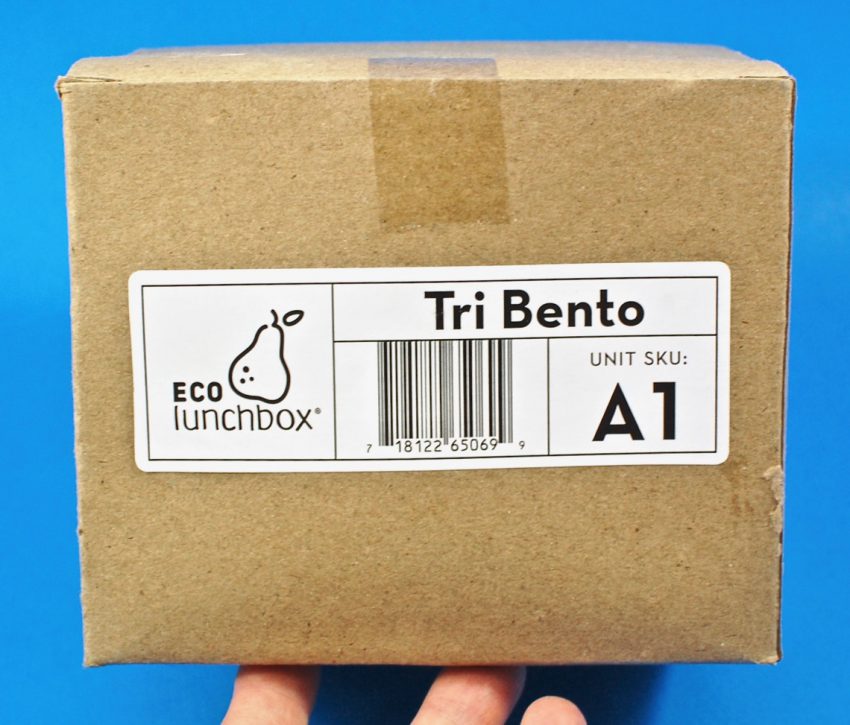 ECO
lunchbox®
Tri Bento
7 18122 65069 9
UNIT SKU:
A1